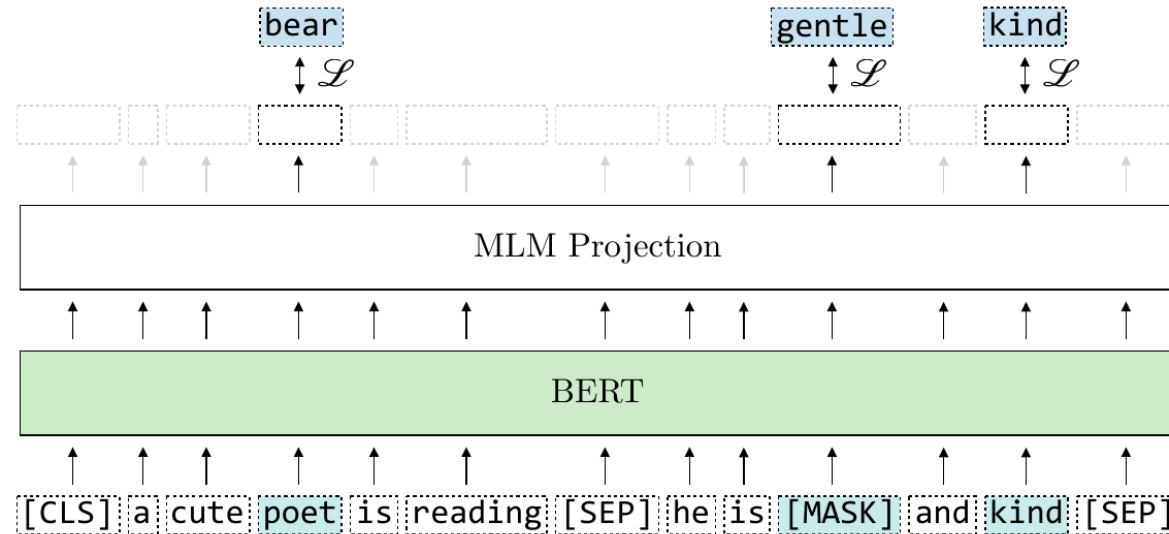 bear gentle kind
ℒ ℒ ℒ
MLM Projection
BERT
[CLS] a cute poet is reading [SEP] he is [MASK] and kind [SEP]